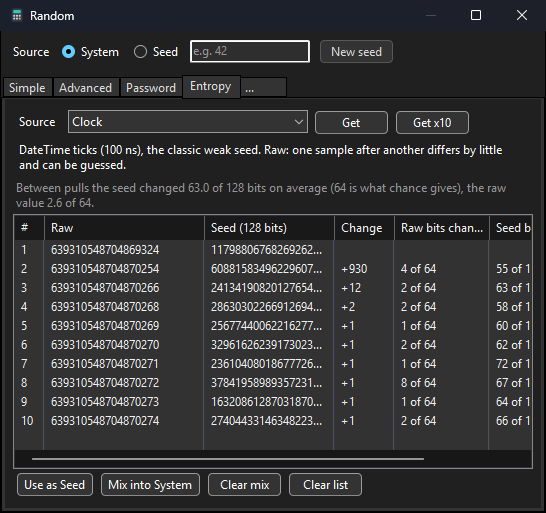 Random
Source System Seed e.g. 42 New seed
Simple Advanced Password Entropy ...
Source Clock Get Get x10
DateTime ticks (100 ns), the classic weak seed. Raw: one sample after another differs by little
and can be guessed.
Between pulls the seed changed 63.0 of 128 bits on average (64 is what chance gives), the raw
value 2.6 of 64.
# Raw Seed (128 bits) Change Raw bits chan... Seed b
1 639310548704869324 11798806768269262...
2 639310548704870254 60881583496229607... +930 4 of 64 55 of 1
3 639310548704870266 24134190820127654... +12 2 of 64 63 of 1
4 639310548704870268 28630302266912694... +2 2 of 64 58 of 1
5 639310548704870269 25677440062216277... +1 1 of 64 60 of 1
6 639310548704870270 32961626239173023... +1 2 of 64 62 of 1
7 639310548704870271 23610408018677726... +1 1 of 64 72 of 1
8 639310548704870272 37841958989357231... +1 8 of 64 67 of 1
9 639310548704870273 16320861287031870... +1 1 of 64 64 of 1
10 639310548704870274 27404433146348223... +1 2 of 64 66 of 1
Use as Seed Mix into System Clear mix Clear list